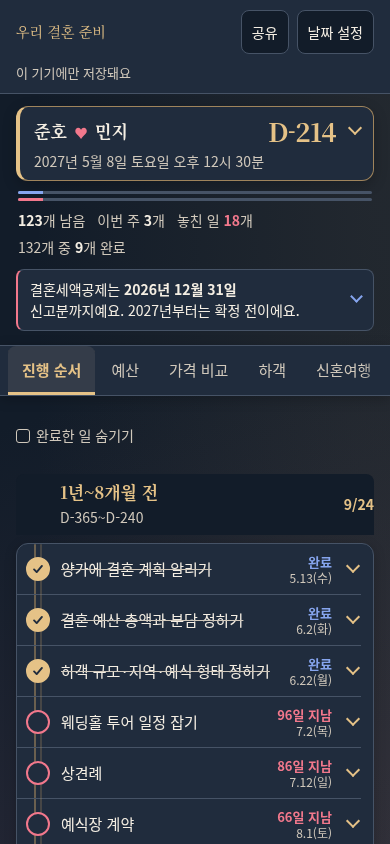 우리 결혼 준비
공유
날짜 설정
이 기기에만 저장돼요
준호 ♥ 민지
D-214
2027년 5월 8일 토요일 오후 12시 30분
123개 남음 이번 주 3개 놓친 일 18개
132개 중 9개 완료
결혼세액공제는 2026년 12월 31일
신고분까지예요. 2027년부터는 확정 전이에요.
진행 순서 예산 가격 비교 하객 신혼여행
완료한 일 숨기기
1년~8개월 전
D-365~D-240
9/24
양가에 결혼 계획 알리기
완료
5.13(수)
결혼 예산 총액과 분담 정하기
완료
6.2(화)
하객 규모·지역·예식 형태 정하기
완료
6.22(월)
웨딩홀 투어 일정 잡기
96일 지남
7.2(목)
상견례
86일 지남
7.12(일)
예식장 계약
66일 지남
8.1(토)